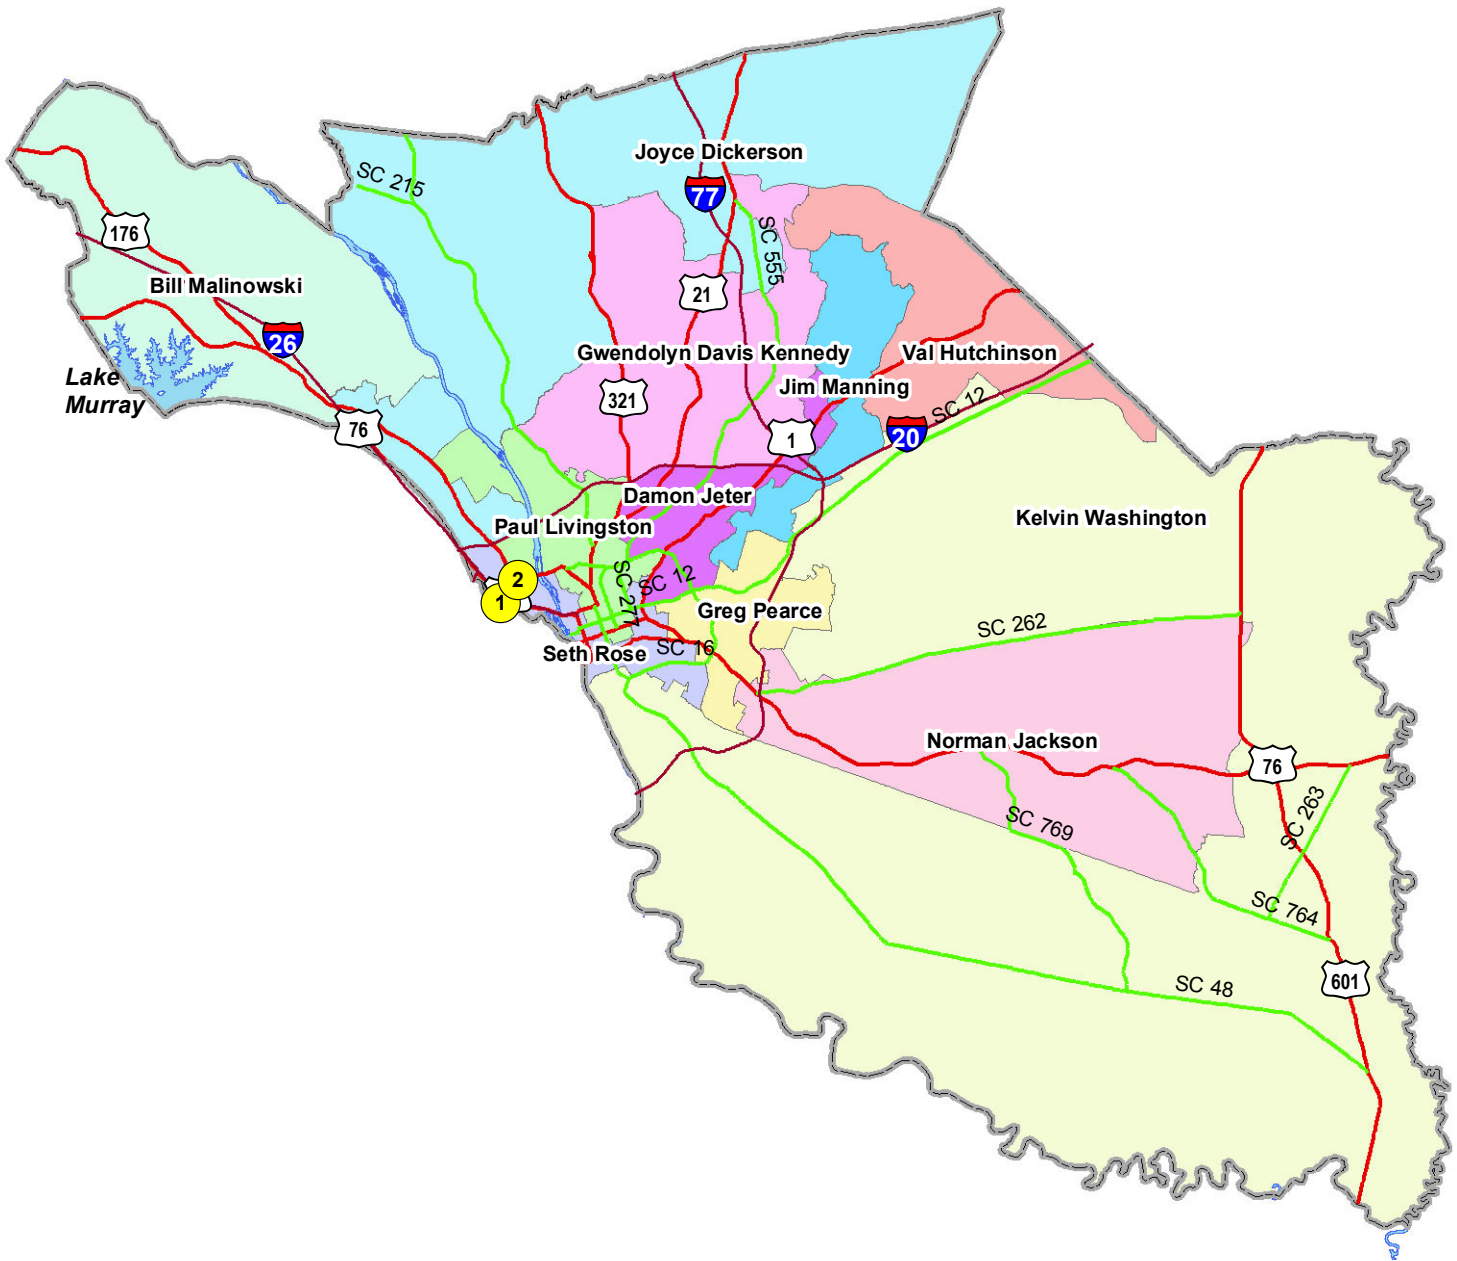 Joyce Dickerson
SC 215
77
176
SC 555
Bill Malinowski
21
26
Gwendolyn Davis Kennedy
Val Hutchinson
Lake
Murray
Jim Manning
321
SC 12
76
1
20
Damon Jeter
Paul Livingston
Kelvin Washington
2
SC 12
SC 277
1
Greg Pearce
SC 262
Seth Rose
SC 16
Norman Jackson
76
SC 263
SC 769
SC 764
601
SC 48